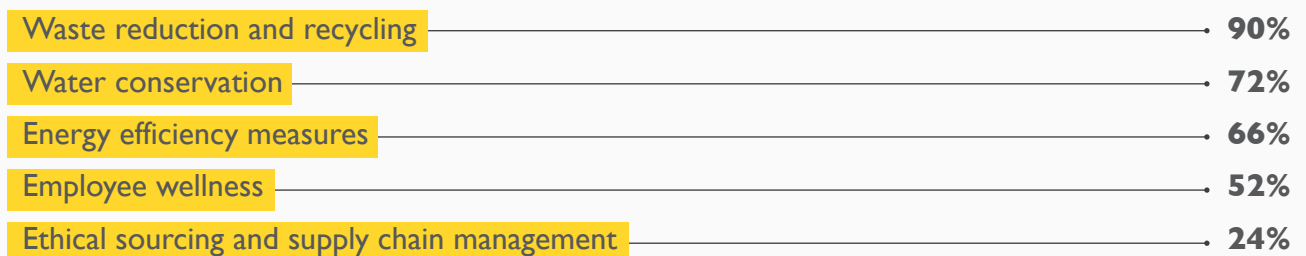 Waste reduction and recycling 90%
Water conservation 72%
Energy efficiency measures 66%
Employee wellness 52%
Ethical sourcing and supply chain management 24%